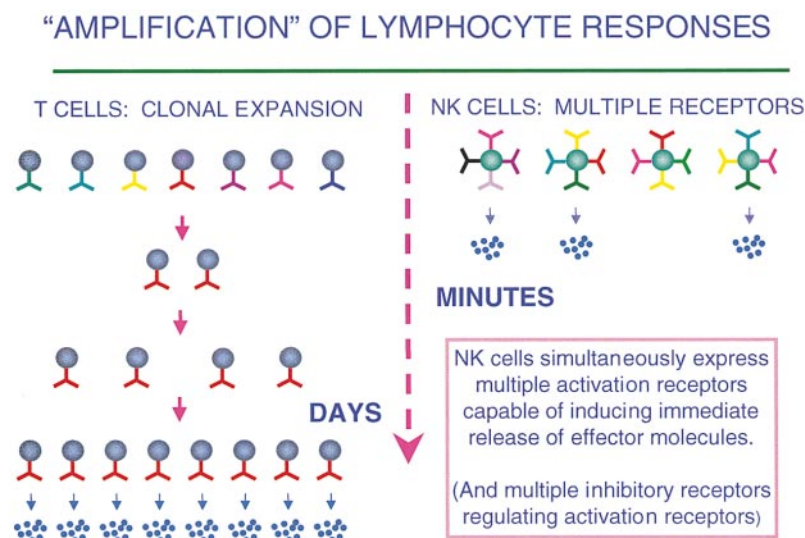 “AMPLIFICATION” OF LYMPHOCYTE RESPONSES
T CELLS: CLONAL EXPANSION
NK CELLS: MULTIPLE RECEPTORS
MINUTES
DAYS
NK cells simultaneously express
multiple activation receptors
capable of inducing immediate
release of effector molecules.
(And multiple inhibitory receptors
regulating activation receptors)